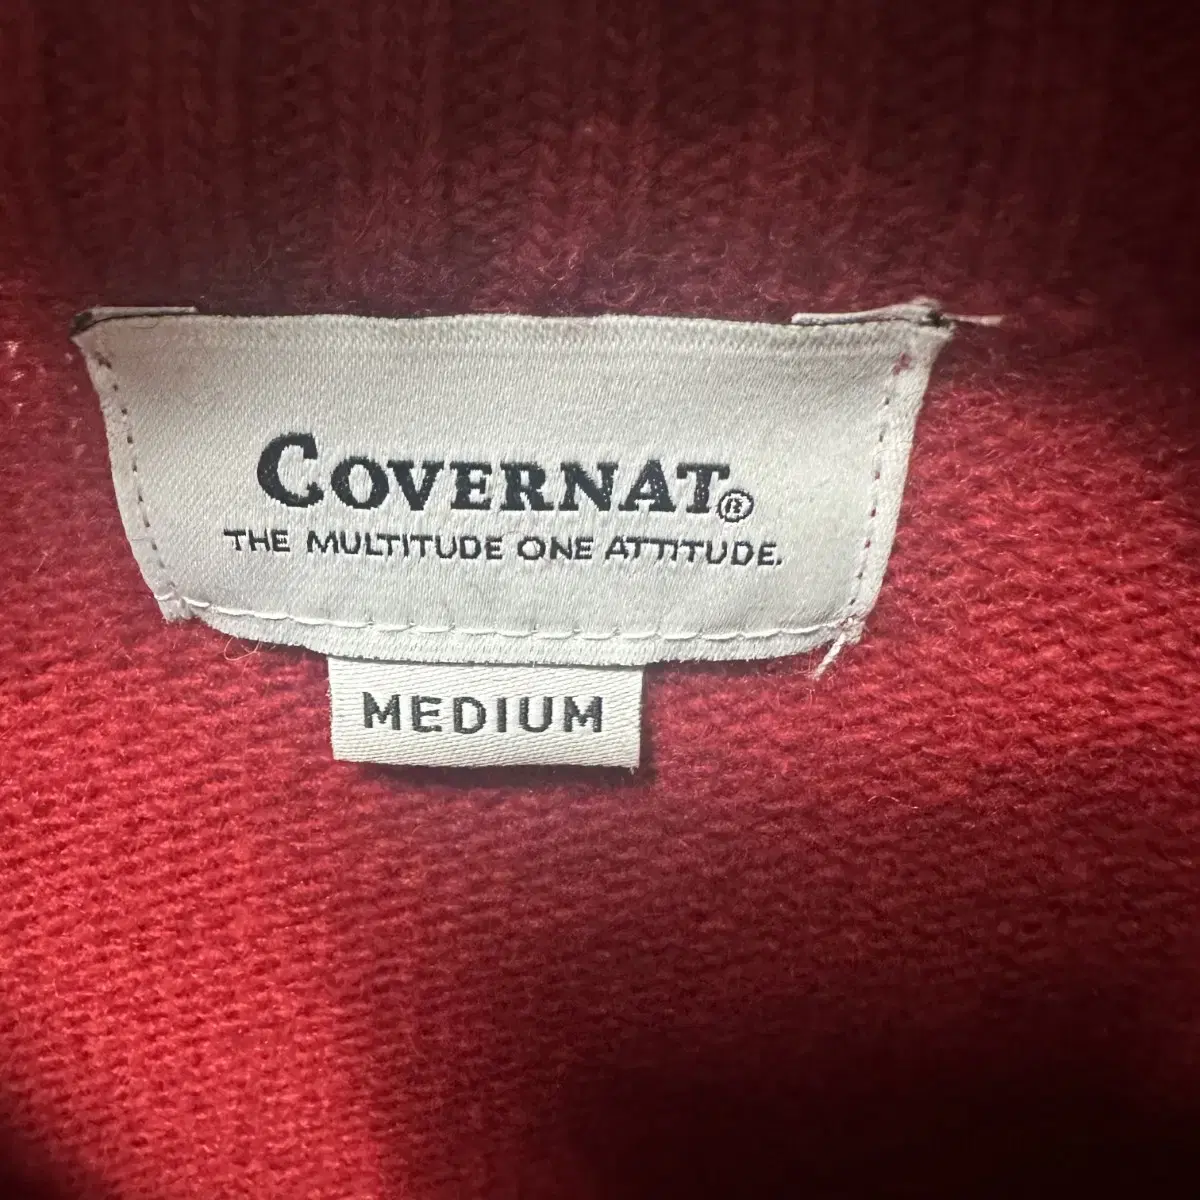 COVERNAT®
THE MULTITUDE ONE ATTITUDE.
MEDIUM